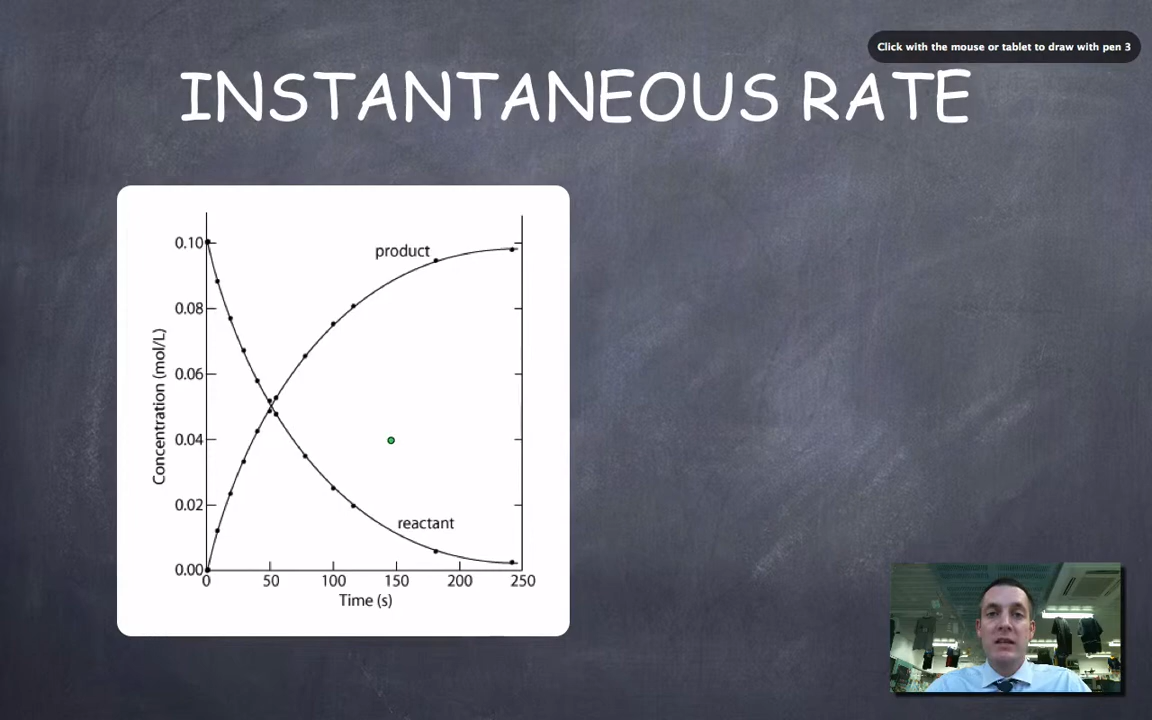 Click with the mouse or tablet to draw with pen 3
INSTANTANEOUS RATE
product
reactant
0.10
0.08
0.06
0.04
0.02
0.00
Concentration (mol/L)
0 50 100 150 200 250
Time (s)